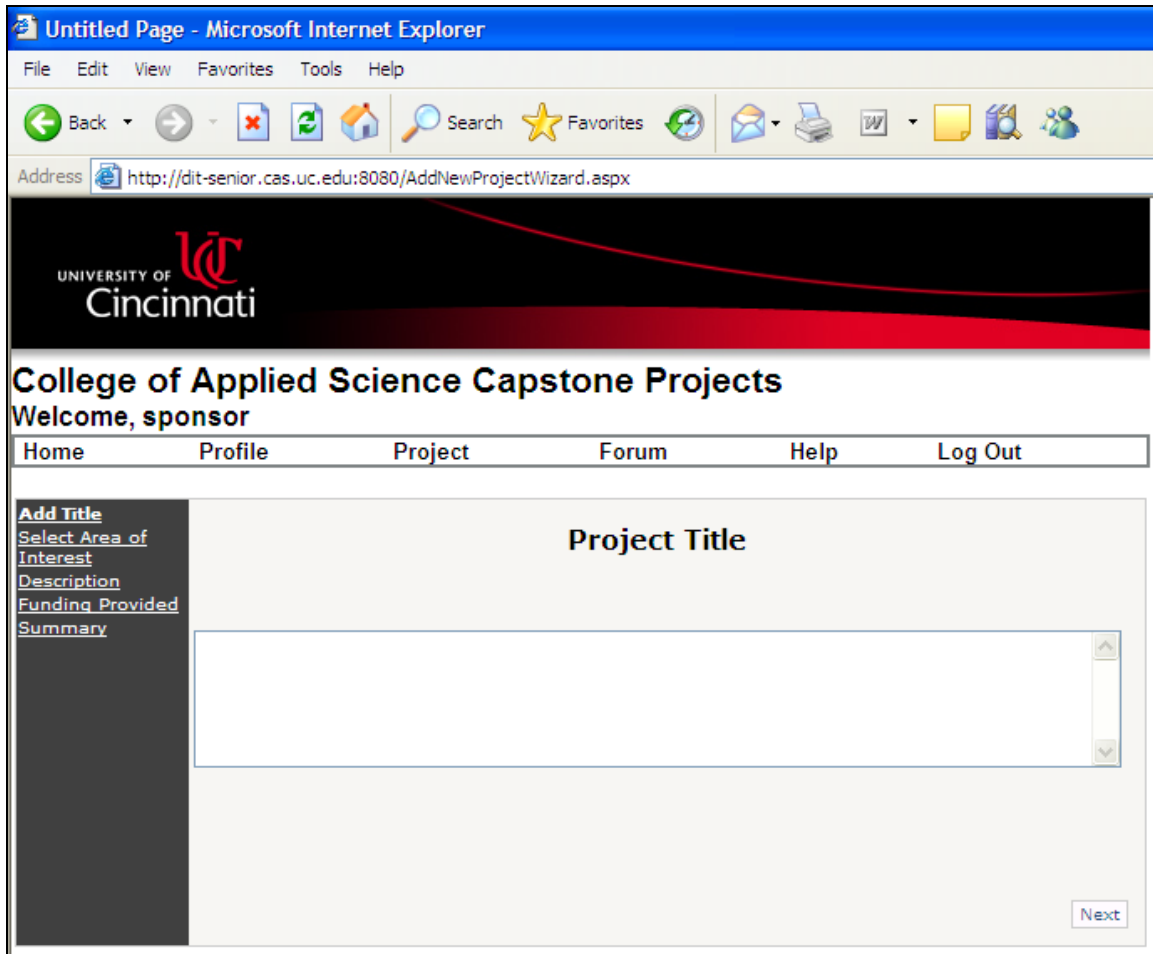 Untitled Page - Microsoft Internet Explorer
File Edit View Favorites Tools Help
Back Search Favorites W
Address http://dit-senior.cas.uc.edu:8080/AddNewProjectWizard.aspx
UC
UNIVERSITY OF
Cincinnati
College of Applied Science Capstone Projects
Welcome, sponsor
Home Profile Project Forum Help Log Out
Add Title
Select Area of
Interest
Description
Funding Provided
Summary
Project Title
Next